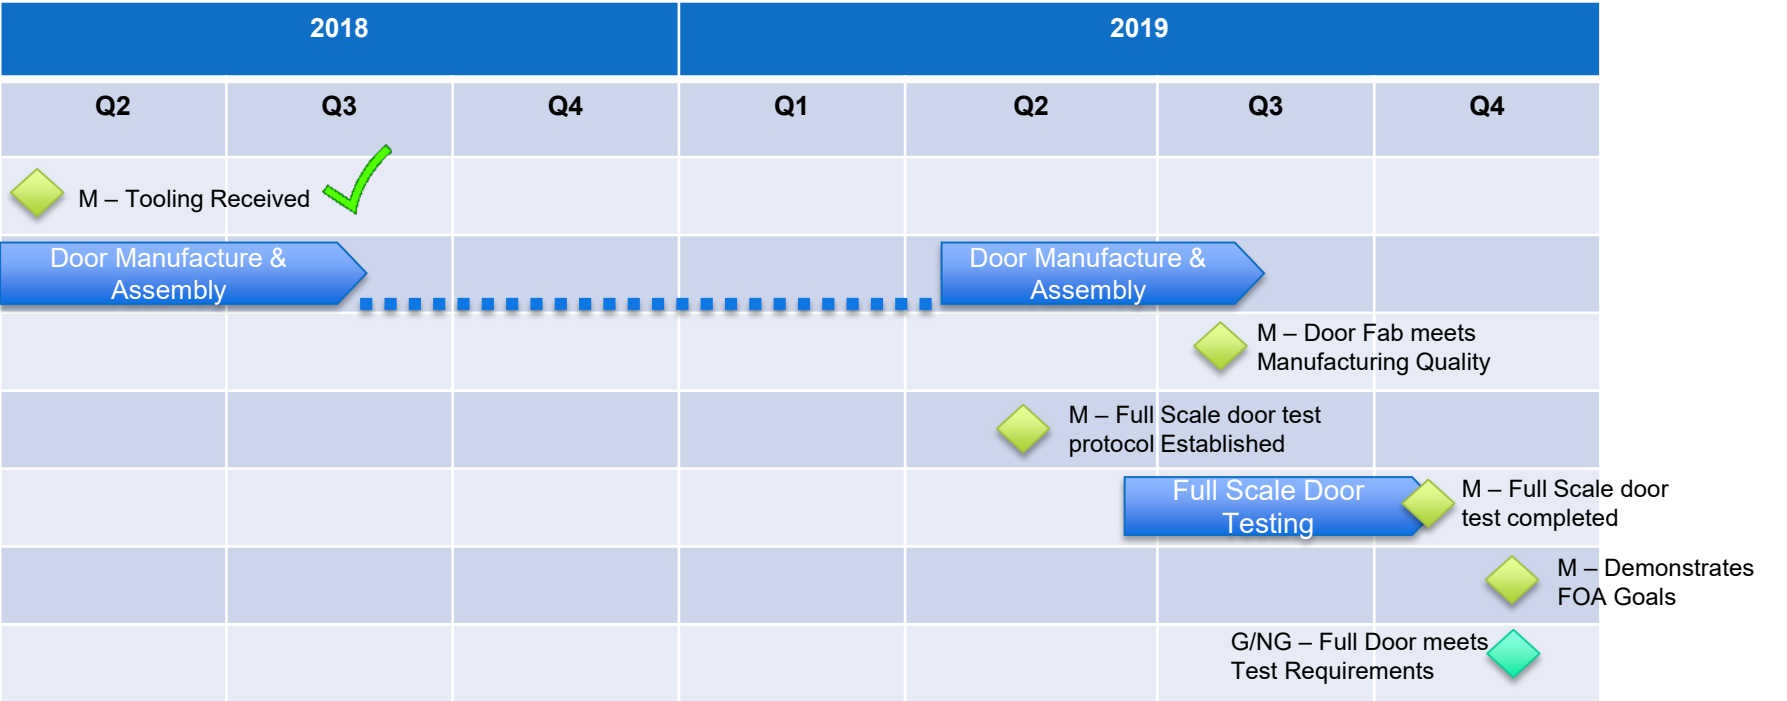 2018
2019
Q2
Q3
Q4
Q1
Q2
Q3
Q4
M – Tooling Received
Door Manufacture &
Assembly
Door Manufacture &
Assembly
M – Door Fab meets
Manufacturing Quality
M – Full Scale door test
protocol Established
Full Scale Door
Testing
M – Full Scale door
test completed
M – Demonstrates
FOA Goals
G/NG – Full Door meets
Test Requirements